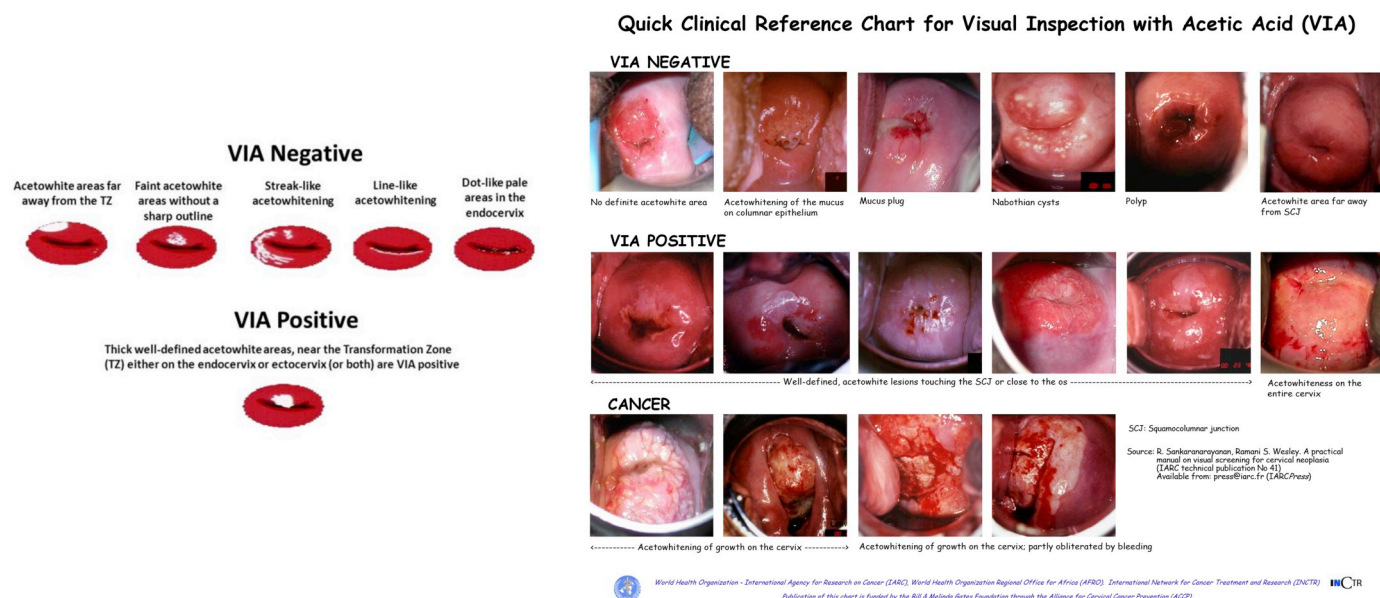 VIA Negative
Acetowhite areas far
away from the TZ
Faint acetowhite
areas without a
sharp outline
Streak-like
acetowhitening
Line-like
acetowhitening
Dot-like pale
areas in the
endocervix
VIA Positive
Thick well-defined acetowhite areas, near the Transformation Zone
(TZ) either on the endocervix or ectocervix (or both) are VIA positive
Quick Clinical Reference Chart for Visual Inspection with Acetic Acid (VIA)
VIA NEGATIVE
No definite acetowhite area
Acetowhitening of the mucus
on columnar epithelium
Mucus plug
Nabothian cysts
Polyp
Acetowhite area far away
from SCJ
VIA POSITIVE
Well-defined, acetowhite lesions touching the SCJ or close to the os
Acetowhiteness on the
entire cervix
CANCER
Acetowhitening of growth on the cervix
Acetowhitening of growth on the cervix; partly obliterated by bleeding
SCJ: Squamocolumnar junction
Source: R. Sankaranarayanan, Ramani S. Wesley. A practical
manual on visual screening for cervical neoplasia
(IARC technical publication No 41)
Available from: press@iarc.fr (IARCPress)
World Health Organization - International Agency for Research on Cancer (IARC), World Health Organization Regional Office for Africa (AFRO). International Network for Cancer Treatment and Research (INCTR)
INCTR
Publication of this chart is funded by the Bill & Melinda Gates Foundation through the Alliance for Cervical Cancer Prevention (ACCP)